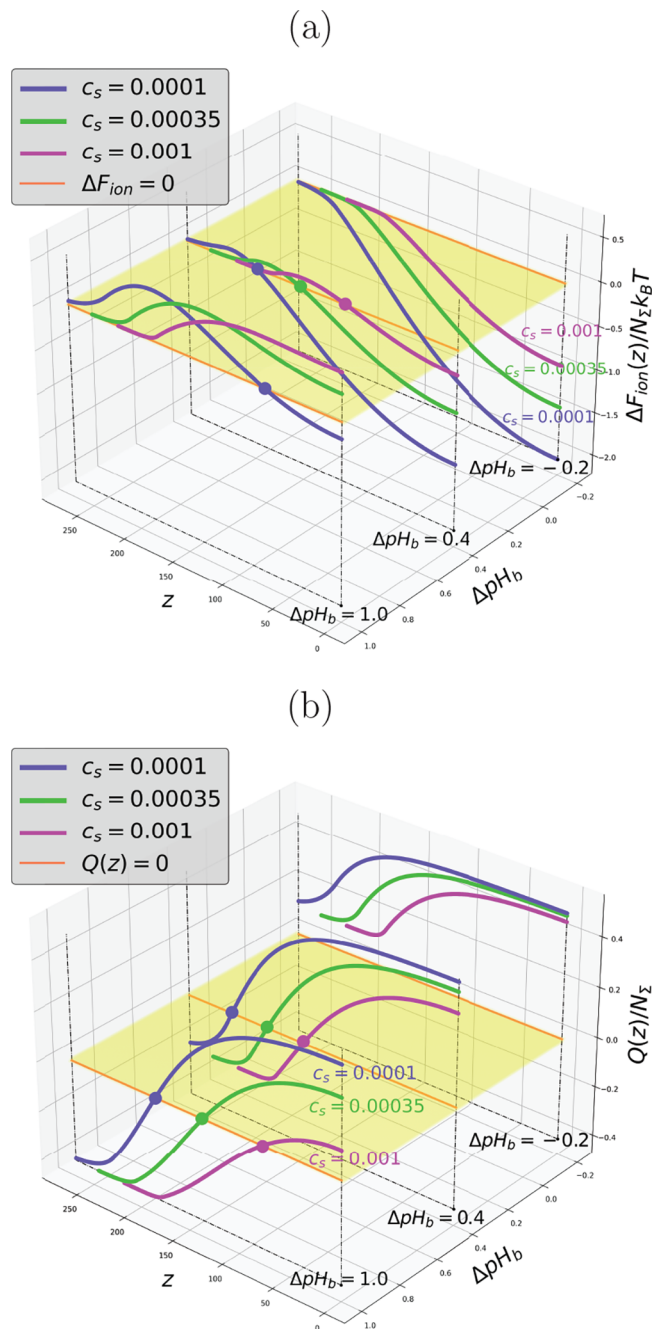 (a)
c_s = 0.0001
c_s = 0.00035
c_s = 0.001
ΔF_ion = 0
0.5
0.0
−0.5
−1.0
−1.5
−2.0
ΔF_ion(z)/N_Σ k_B T
c_s = 0.001
c_s = 0.00035
c_s = 0.0001
ΔpH_b = −0.2
ΔpH_b = 0.4
ΔpH_b = 1.0
−0.2
0.0
0.2
0.4
0.6
0.8
1.0
ΔpH_b
250
200
150
100
50
0
z
(b)
c_s = 0.0001
c_s = 0.00035
c_s = 0.001
Q(z) = 0
0.4
0.2
0.0
−0.2
−0.4
Q(z)/N_Σ
c_s = 0.0001
c_s = 0.00035
c_s = 0.001
ΔpH_b = −0.2
ΔpH_b = 0.4
ΔpH_b = 1.0
−0.2
0.0
0.2
0.4
0.6
0.8
1.0
ΔpH_b
250
200
150
100
50
0
z